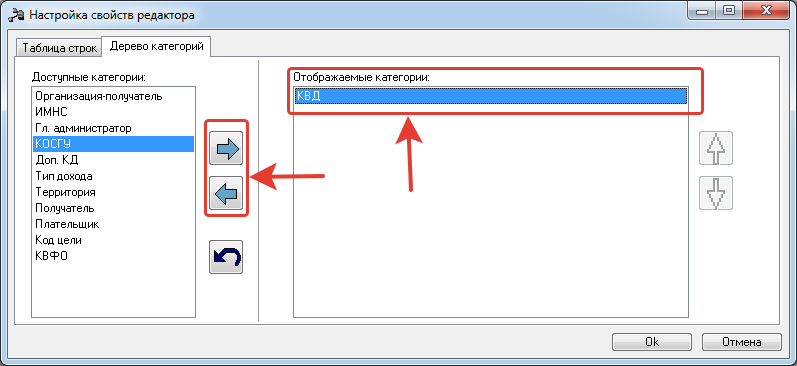 Настройка свойств редактора
Таблица строк
Дерево категорий
Доступные категории:
Организация-получатель
ИМНС
Гл. администратор
КОСГУ
Доп. КД
Тип дохода
Территория
Получатель
Плательщик
Код цели
КВФО
Отображаемые категории:
КВД
Ok
Отмена